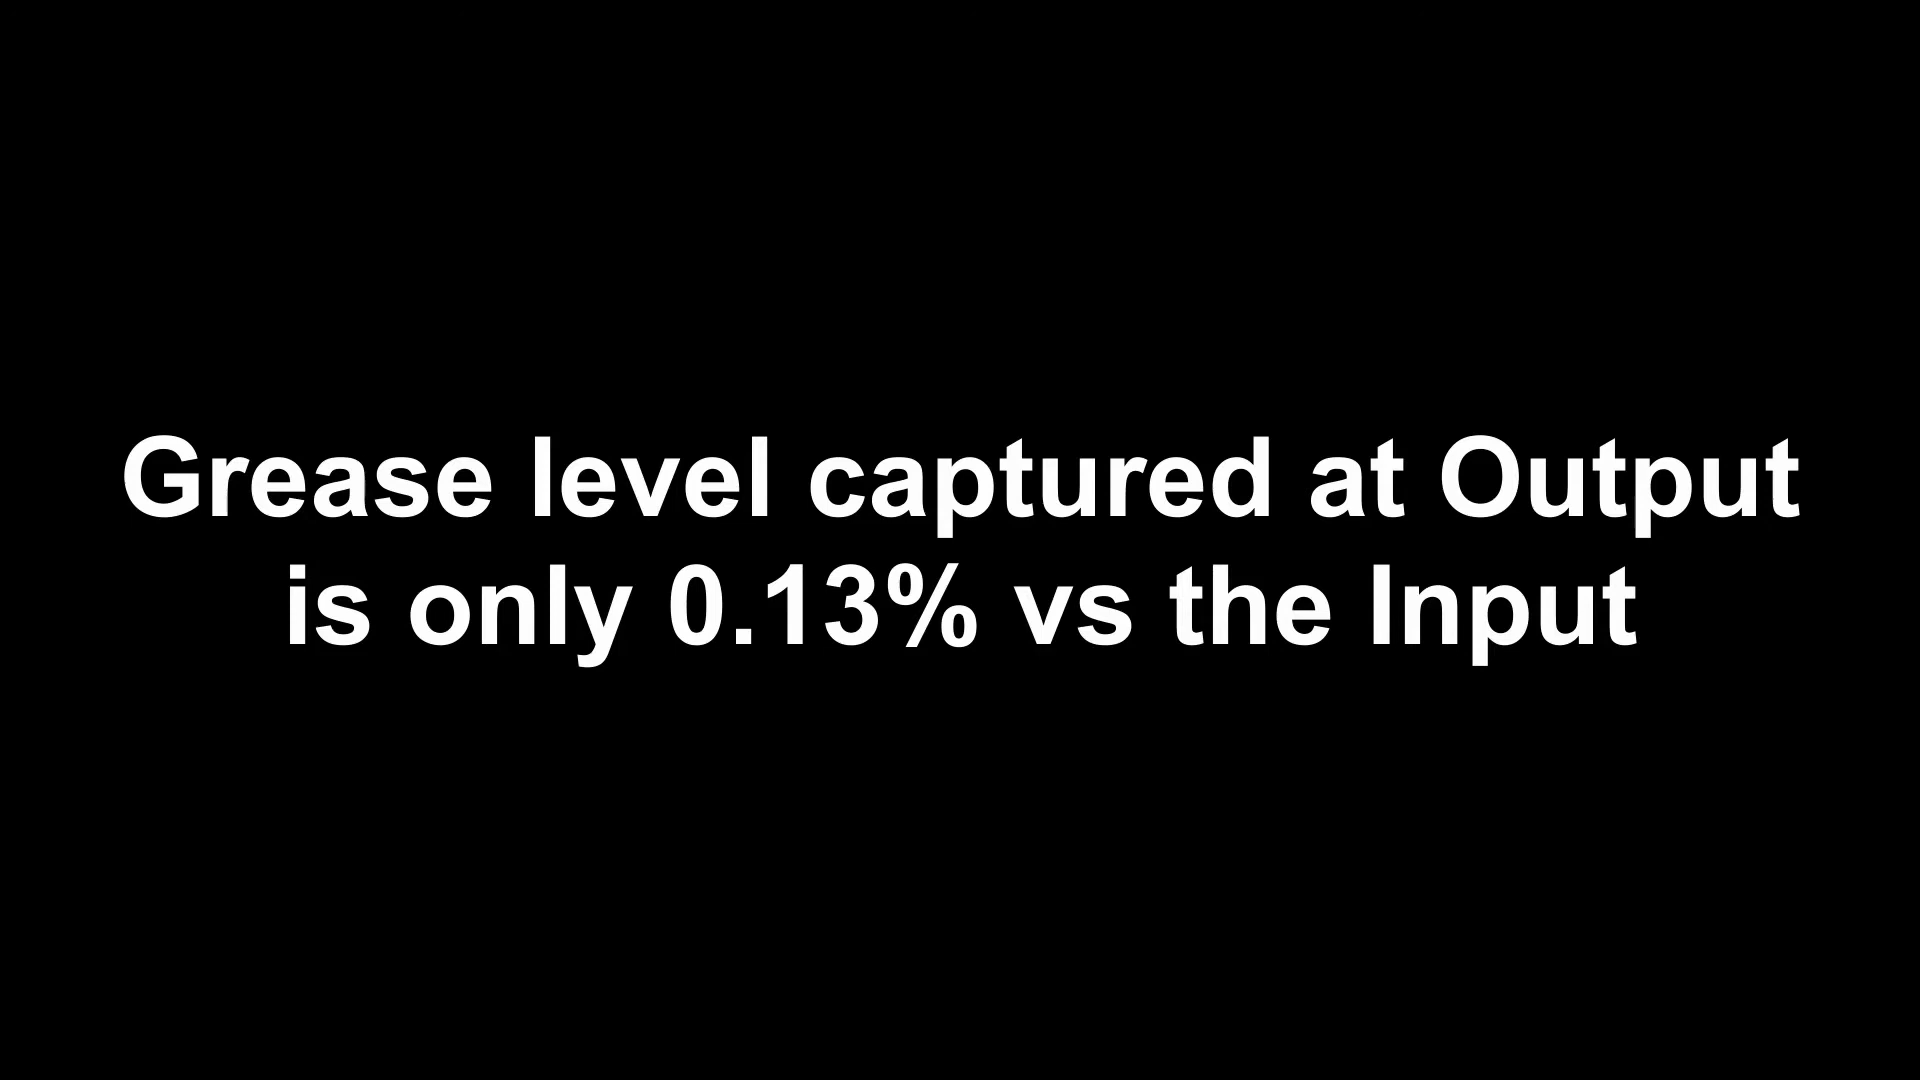 Grease level captured at Output
is only 0.13% vs the Input